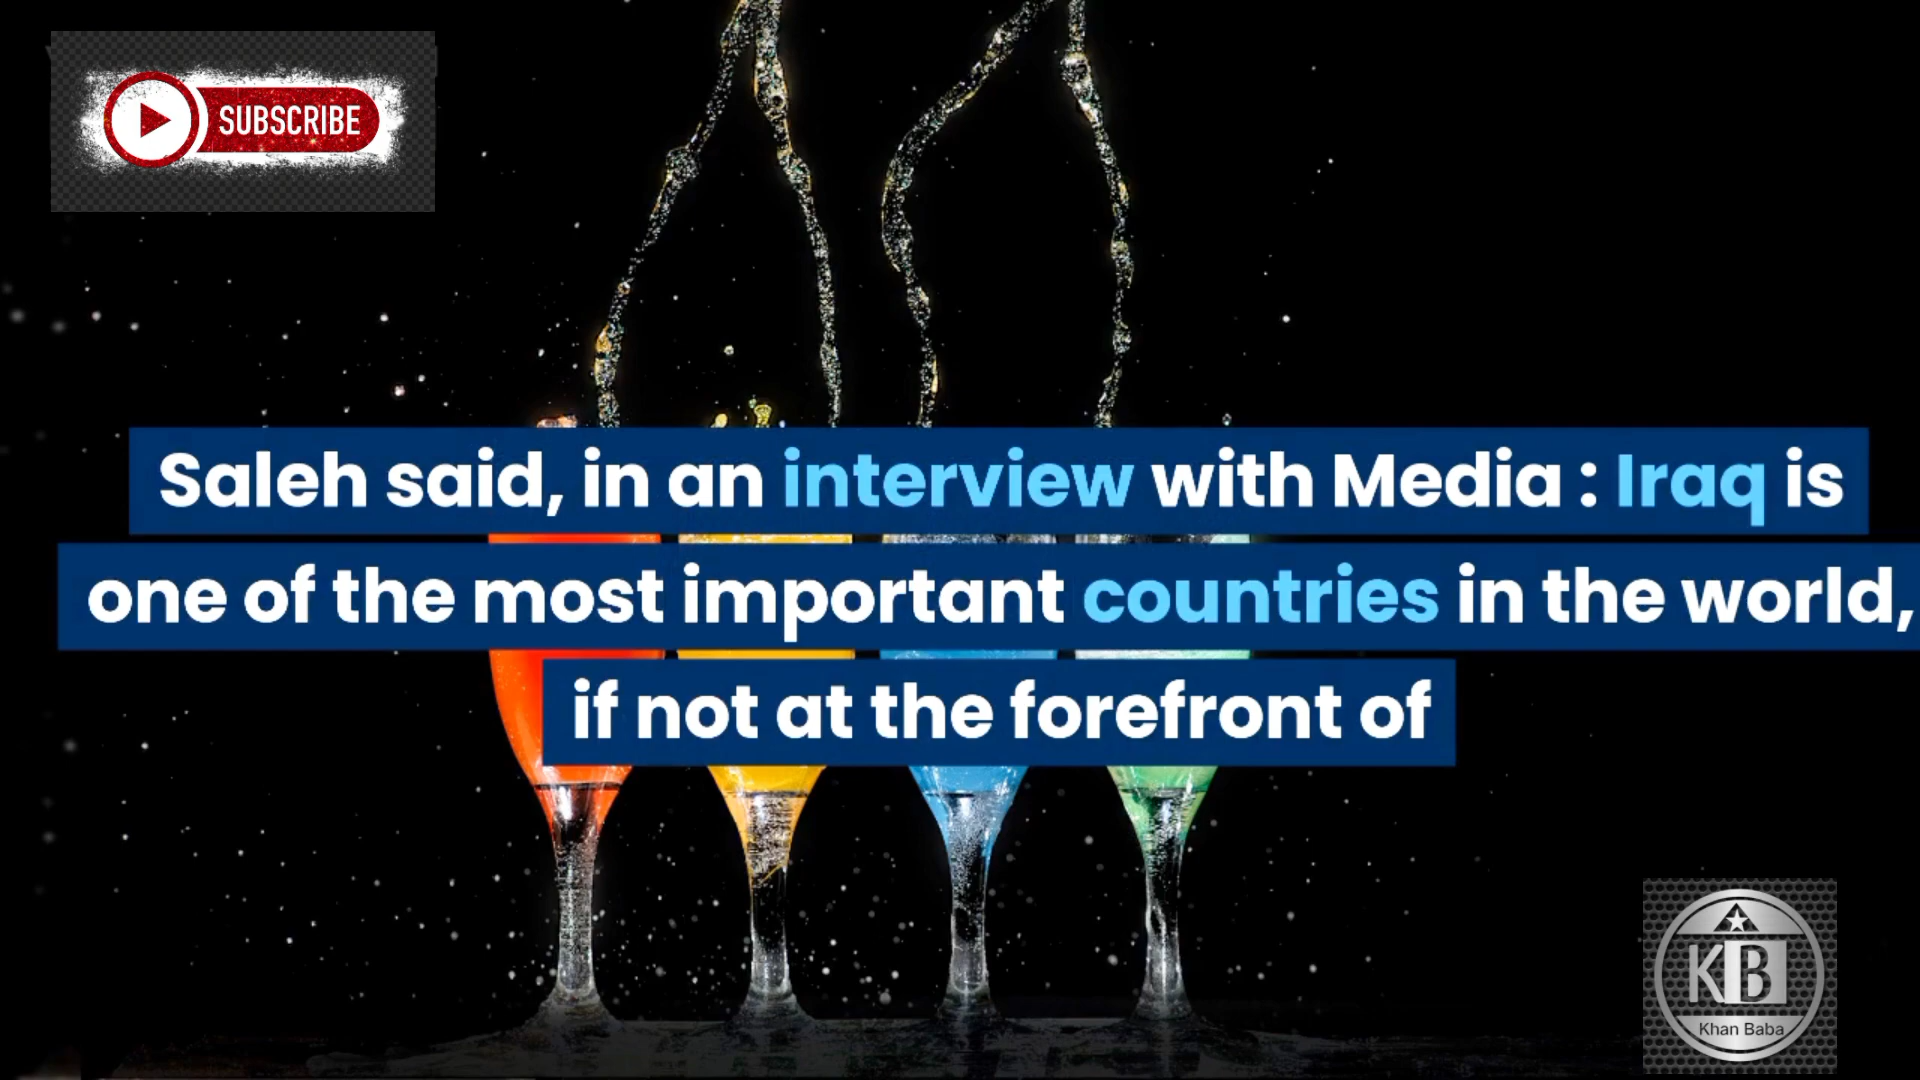 SUBSCRIBE
Saleh said, in an interview with Media : Iraq is
one of the most important countries in the world,
if not at the forefront of
KB
Khan Baba